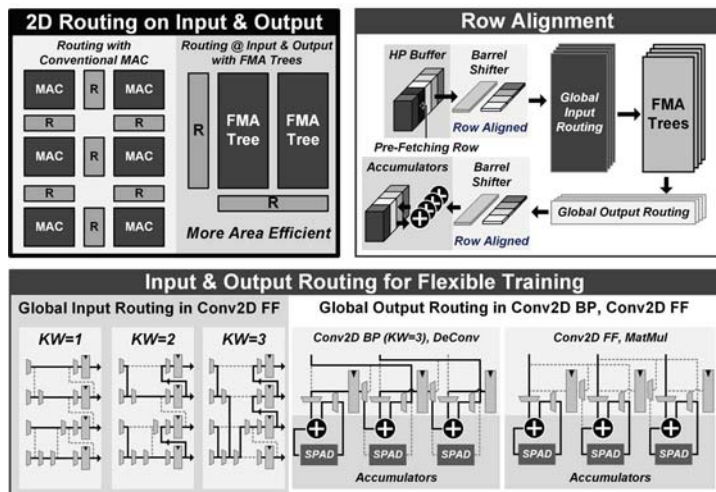 2D Routing on Input & Output
Routing with
Conventional MAC
MAC
R
MAC
R
R
MAC
R
MAC
R
R
MAC
R
MAC
Routing @ Input & Output
with FMA Trees
R
FMA
Tree
FMA
Tree
R
More Area Efficient
Row Alignment
HP Buffer
Barrel
Shifter
Row Aligned
Pre-Fetching Row
Global
Input
Routing
FMA
Trees
Accumulators
Barrel
Shifter
Row Aligned
Global Output Routing
Input & Output Routing for Flexible Training
Global Input Routing in Conv2D FF
KW=1
KW=2
KW=3
Global Output Routing in Conv2D BP, Conv2D FF
Conv2D BP (KW=3), DeConv
SPAD
SPAD
SPAD
Accumulators
Conv2D FF, MatMul
SPAD
SPAD
SPAD
Accumulators